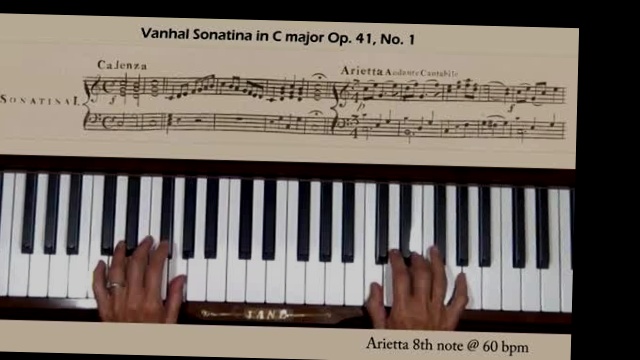 Vanhal Sonatina in C major Op. 41, No. 1
Cadenza
Arietta Andante Cantabile
SONATINA I.
Arietta 8th note @ 60 bpm